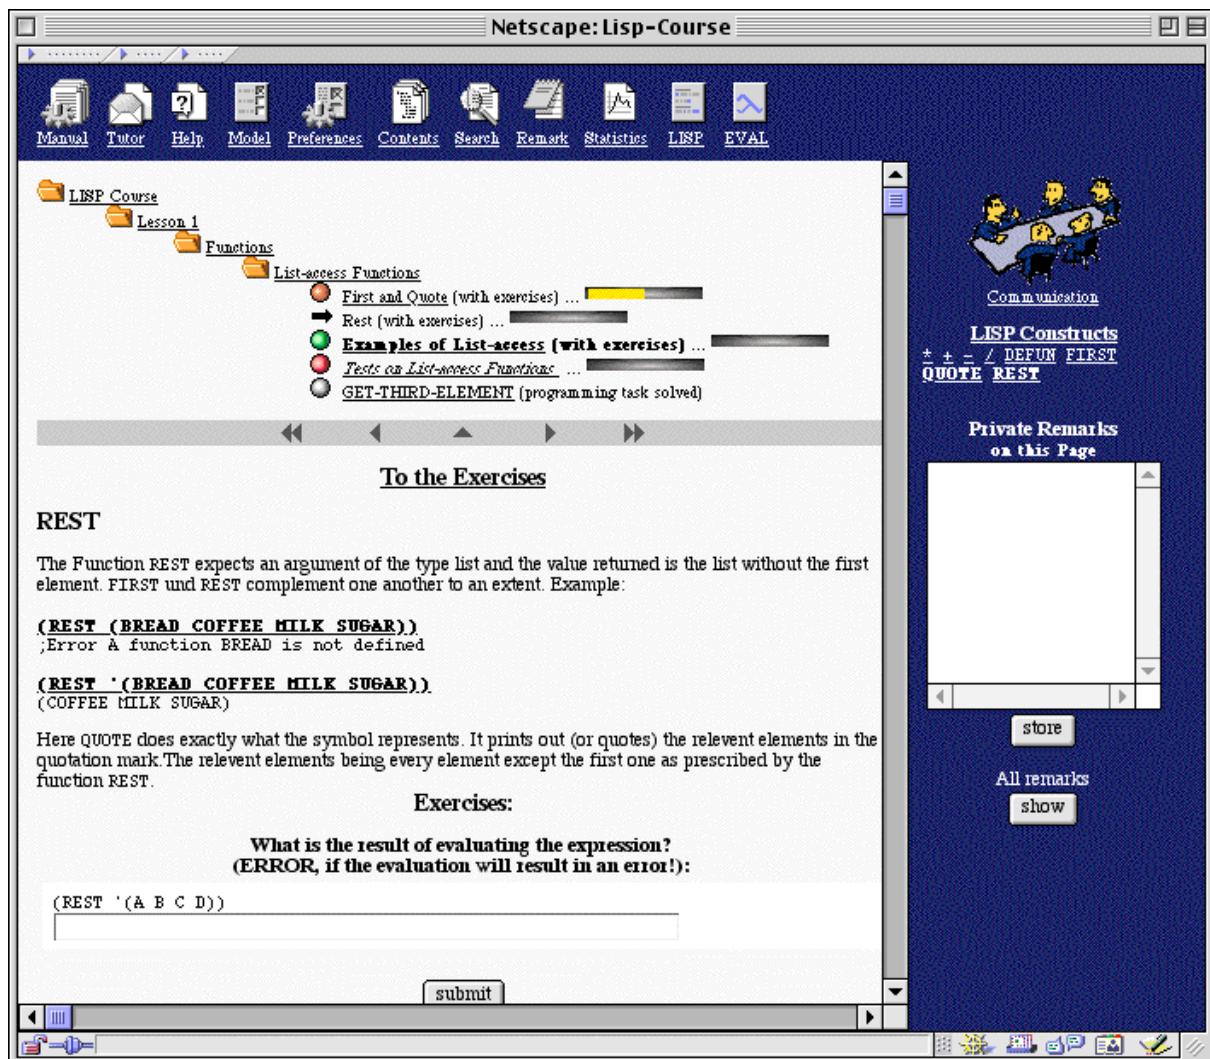 Netscape: Lisp-Course
Manual Tutor Help Model Preferences Contents Search Remark Statistics LISP EVAL
LISP Course
Lesson 1
Functions
List-access Functions
First and Quote (with exercises) ...
Rest (with exercises) ...
Examples of List-access (with exercises) ...
Tests on List-access Functions ...
GET-THIRD-ELEMENT (programming task solved)
To the Exercises
REST
The Function REST expects an argument of the type list and the value returned is the list without the first
element. FIRST und REST complement one another to an extent. Example:
(REST (BREAD COFFEE MILK SUGAR))
;Error A function BREAD is not defined
(REST '(BREAD COFFEE MILK SUGAR))
(COFFEE MILK SUGAR)
Here QUOTE does exactly what the symbol represents. It prints out (or quotes) the relevent elements in the
quotation mark.The relevent elements being every element except the first one as prescribed by the
function REST.
Exercises:
What is the result of evaluating the expression?
(ERROR, if the evaluation will result in an error!):
(REST '(A B C D))
submit
Communication
LISP Constructs
* + - / DEFUN FIRST
QUOTE REST
Private Remarks
on this Page
store
All remarks
show